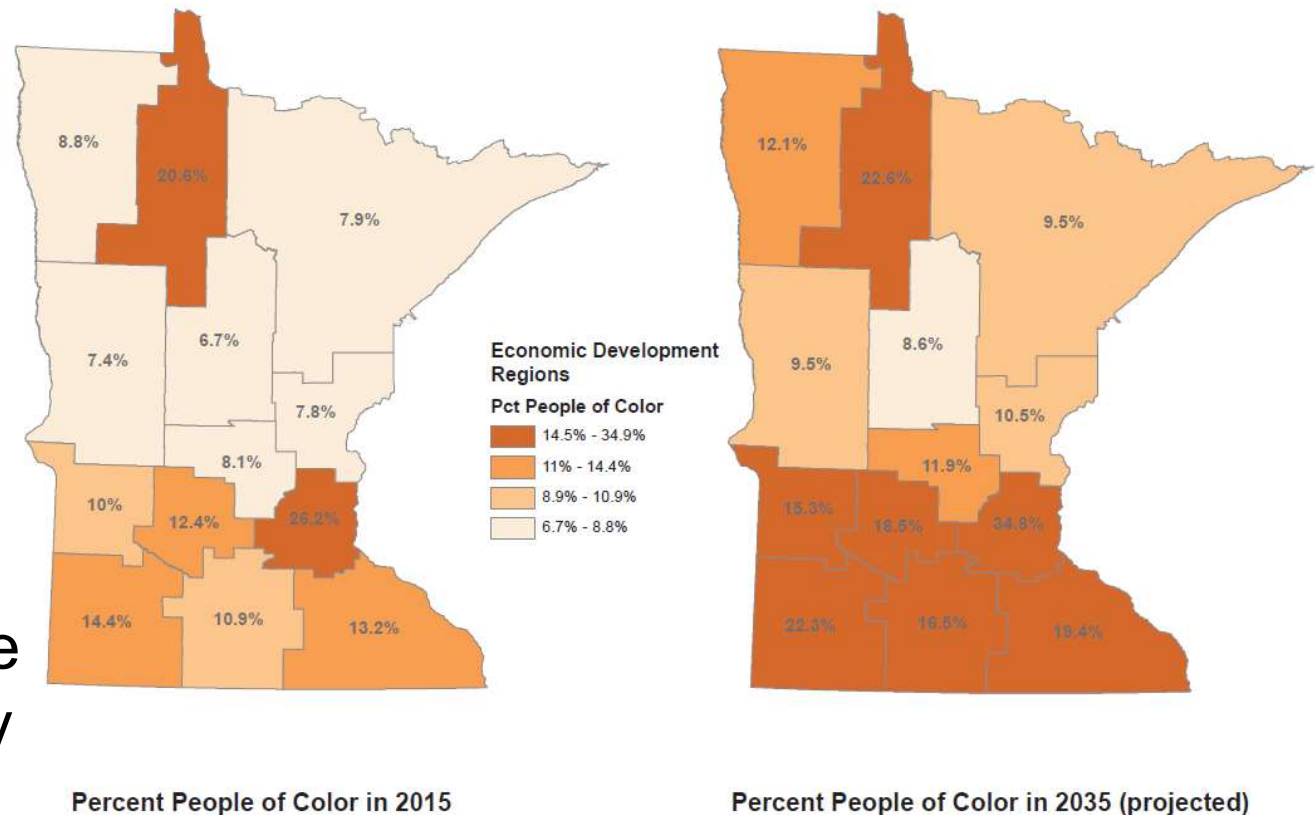 8.8%
20.6%
7.9%
7.4%
6.7%
7.8%
8.1%
10%
12.4%
26.2%
14.4%
10.9%
13.2%
e
y
Economic Development
Regions
Pct People of Color
14.5% - 34.9%
11% - 14.4%
8.9% - 10.9%
6.7% - 8.8%
12.1%
22.6%
9.5%
9.5%
8.6%
10.5%
11.9%
15.3%
18.5%
34.8%
22.3%
16.5%
19.4%
Percent People of Color in 2015
Percent People of Color in 2035 (projected)